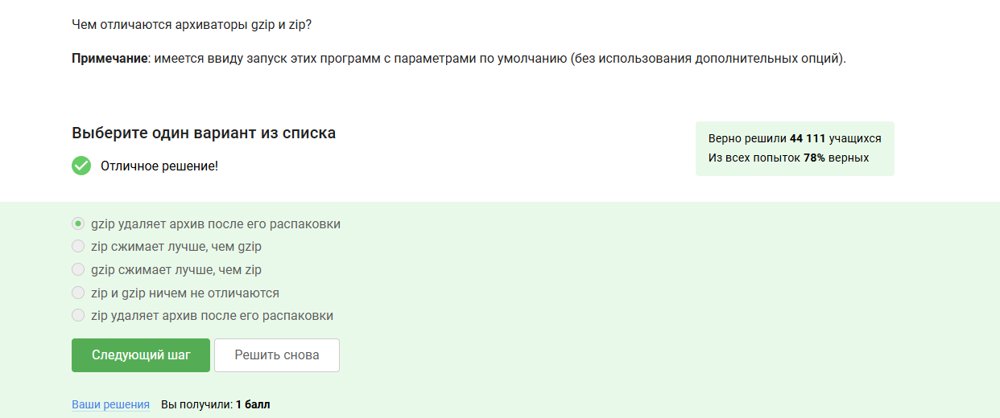 Чем отличаются архиваторы gzip и zip?
Примечание: имеется ввиду запуск этих программ с параметрами по умолчанию (без использования дополнительных опций).
Выберите один вариант из списка
Отличное решение!
Верно решили 44 111 учащихся
Из всех попыток 78% верных
gzip удаляет архив после его распаковки
zip сжимает лучше, чем gzip
gzip сжимает лучше, чем zip
zip и gzip ничем не отличаются
zip удаляет архив после его распаковки
Следующий шаг
Решить снова
Ваши решения Вы получили: 1 балл